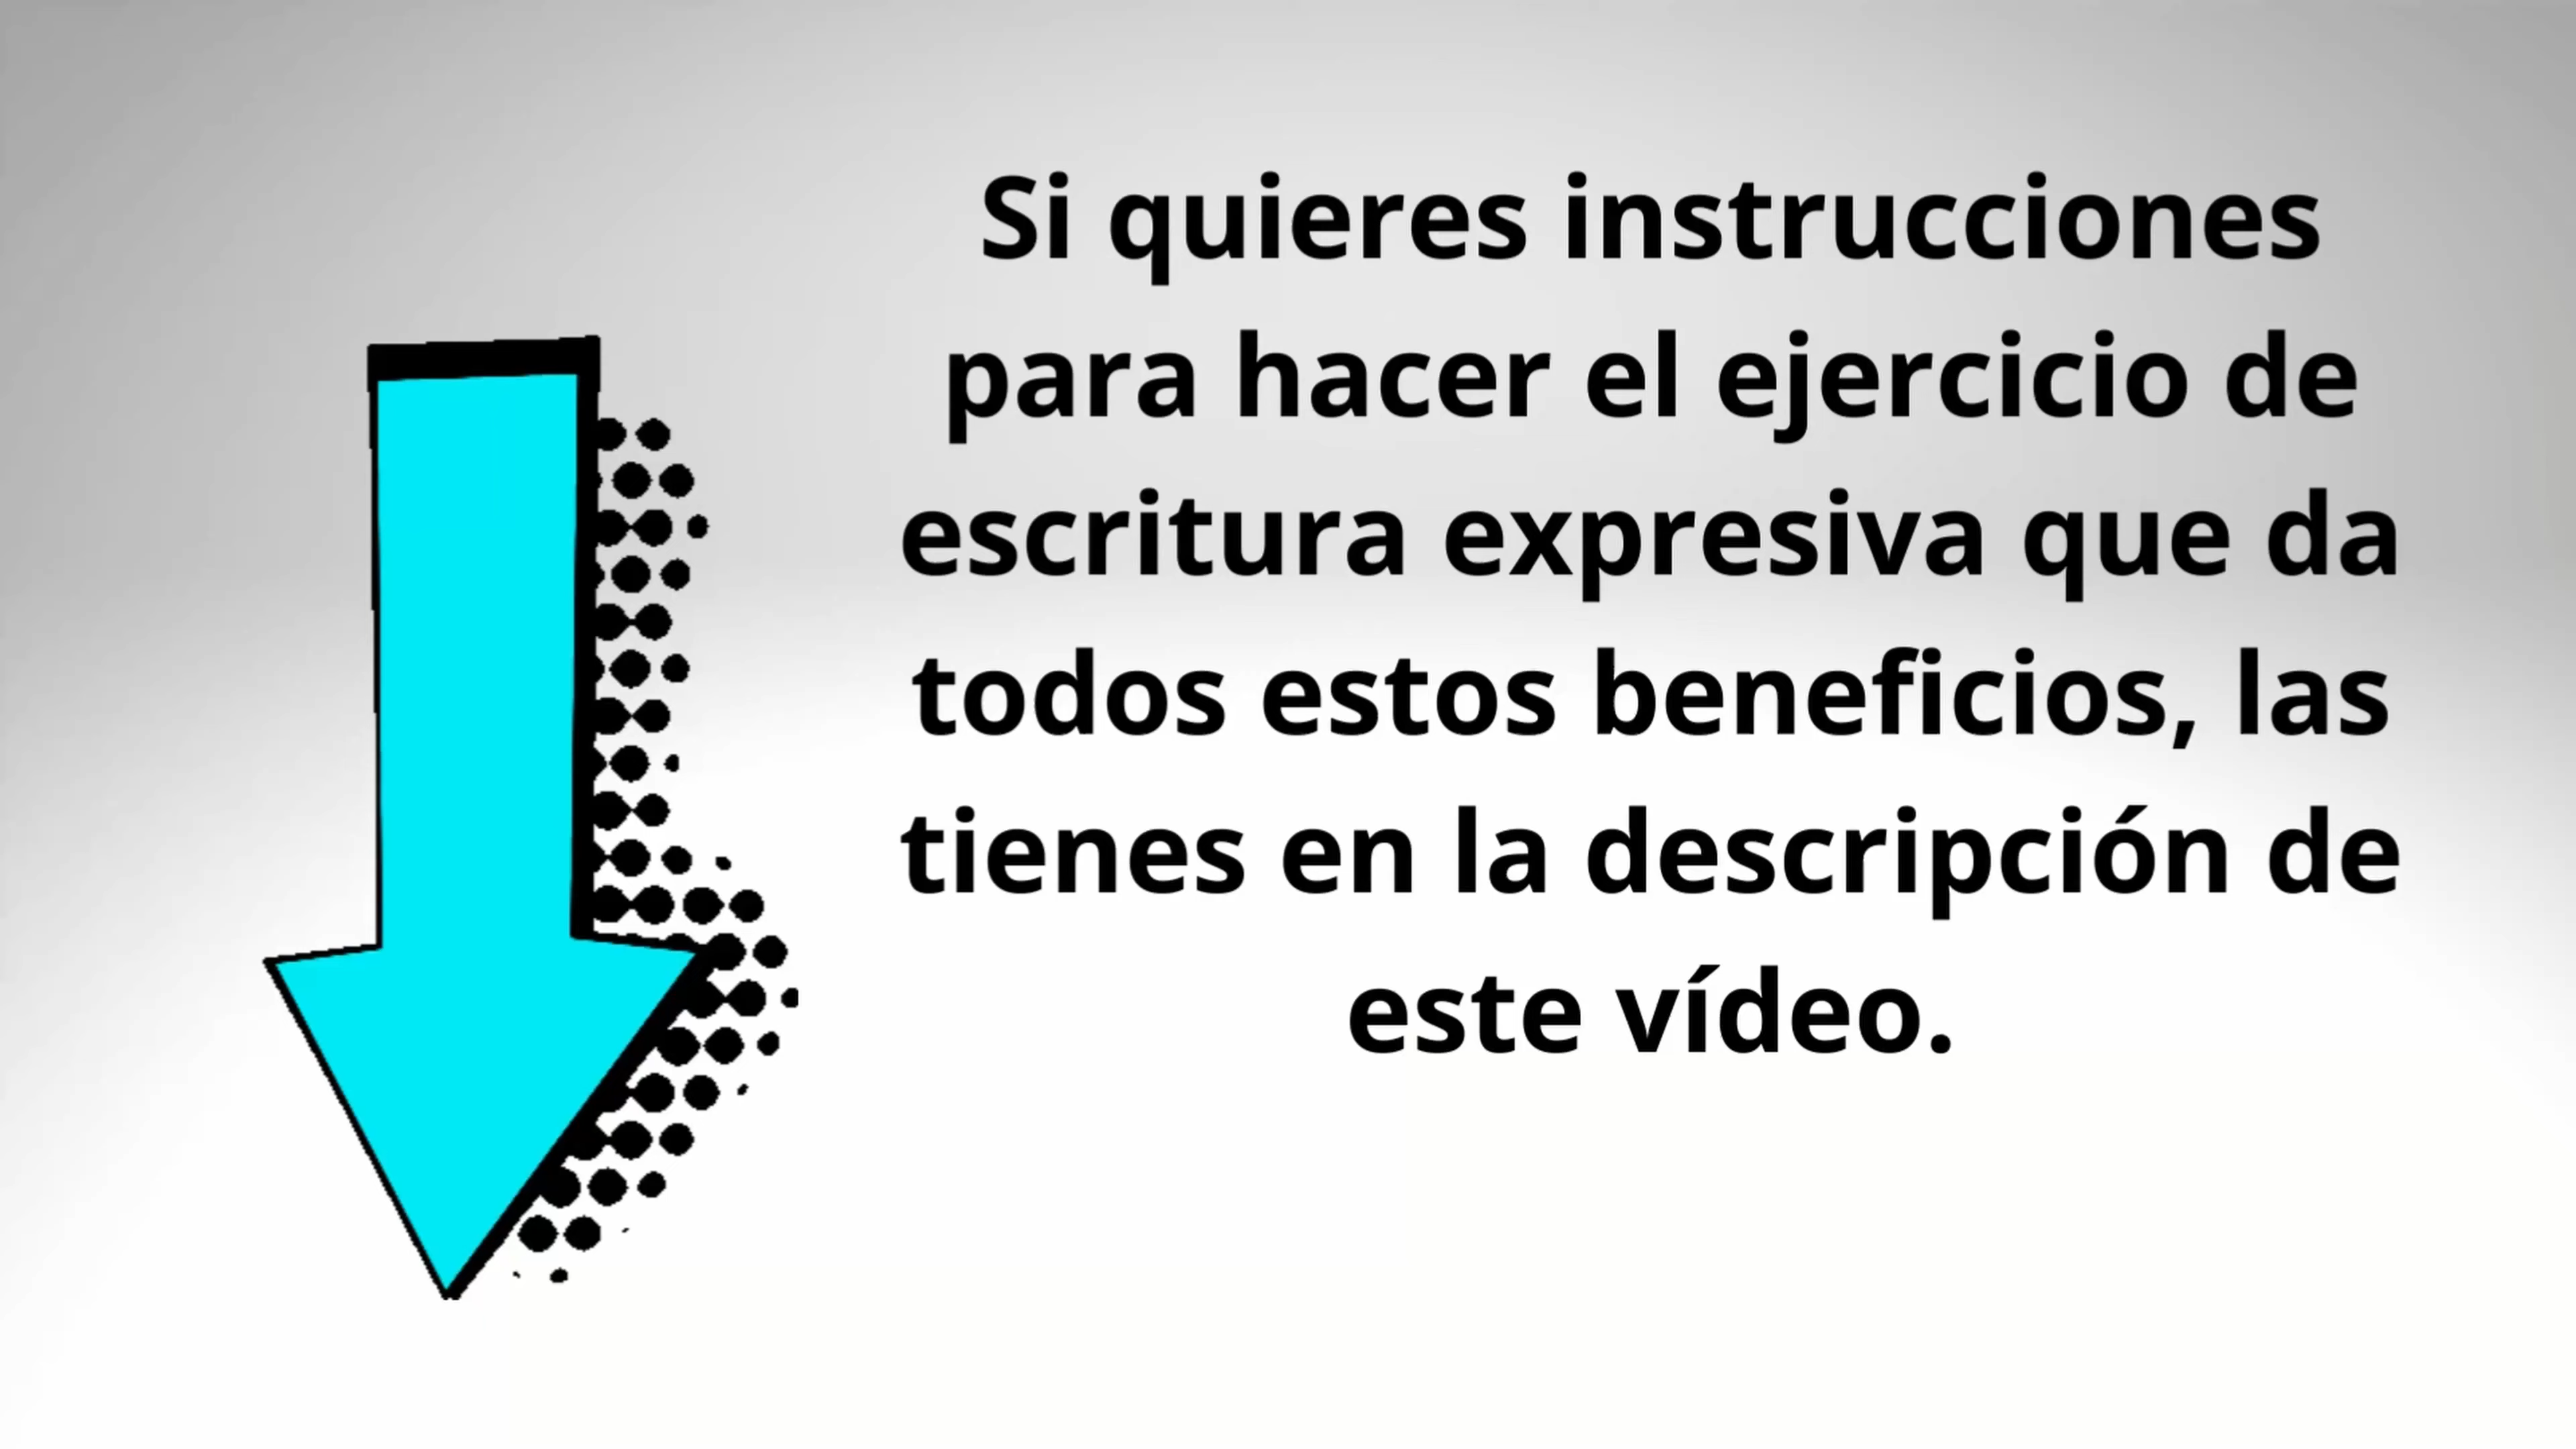 Si quieres instrucciones
para hacer el ejercicio de
escritura expresiva que da
todos estos beneficios, las
tienes en la descripción de
este vídeo.